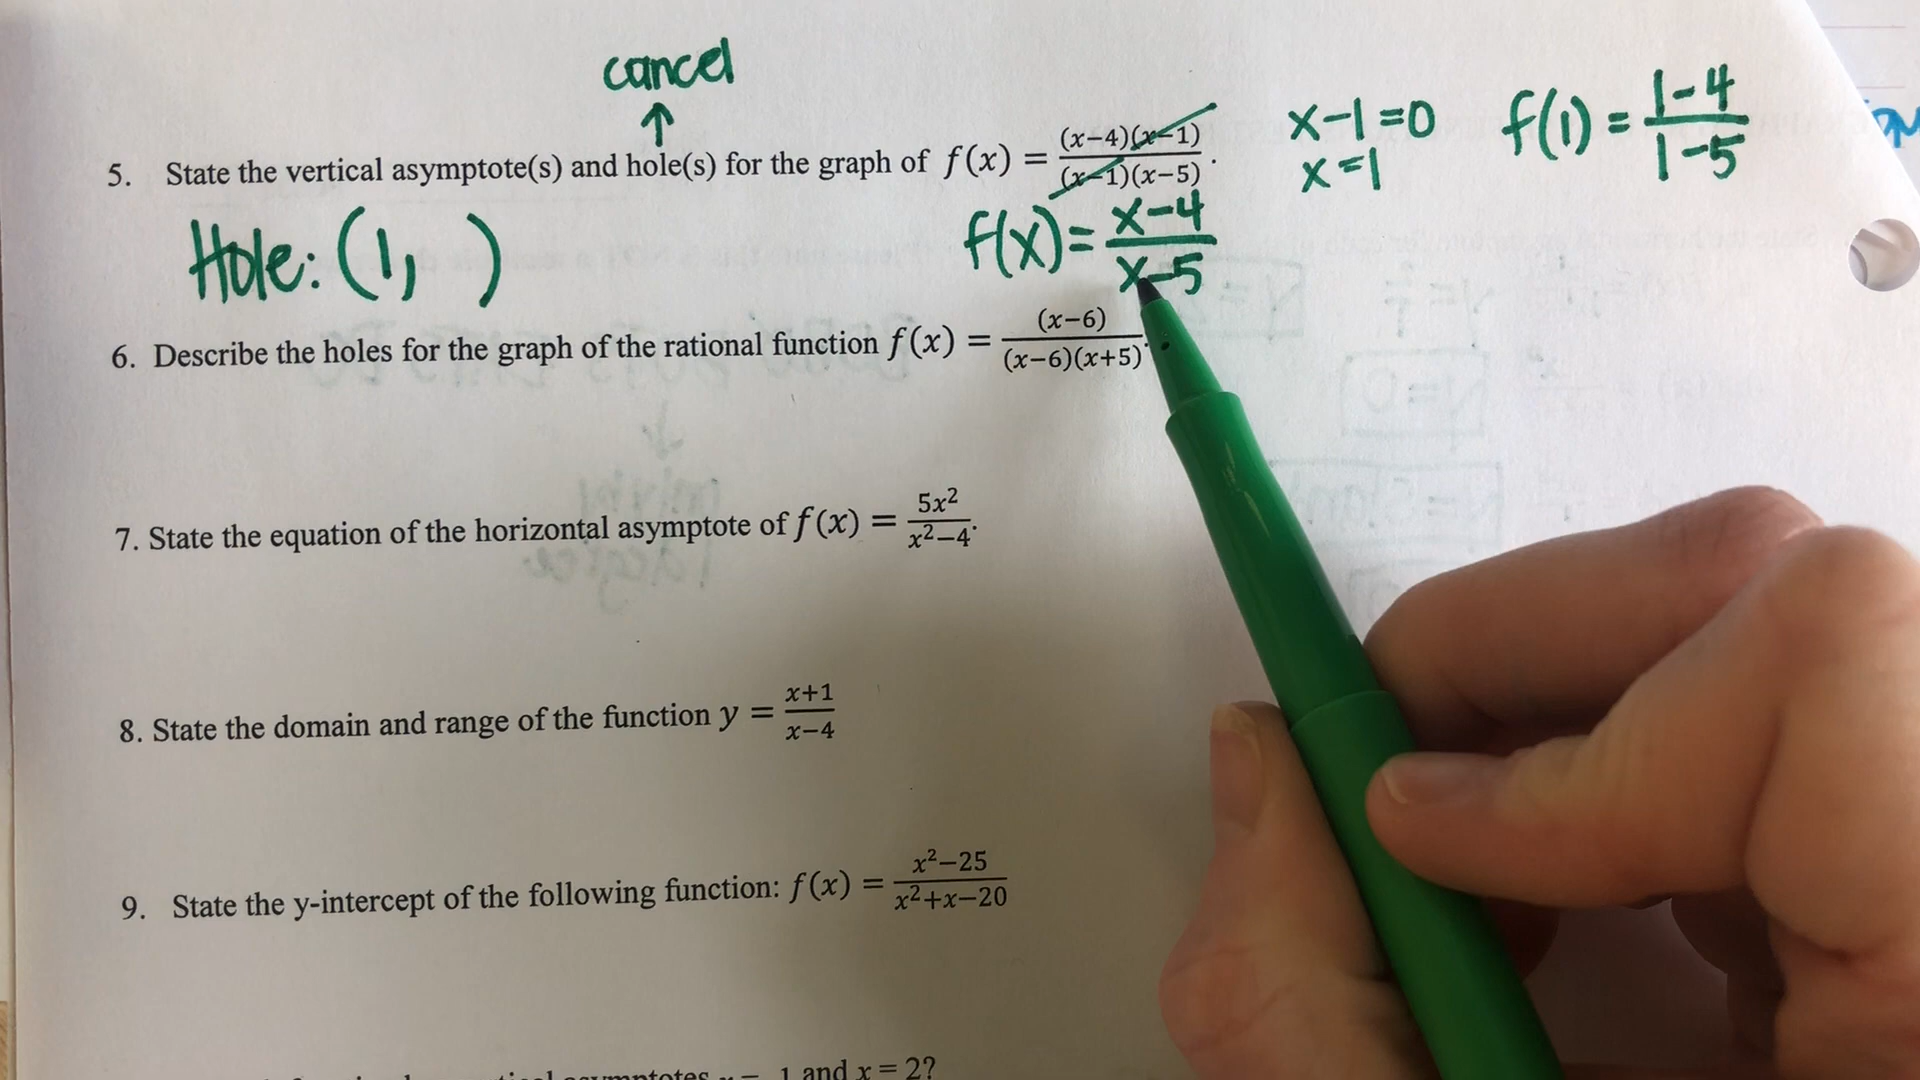 cancel
↑
5. State the vertical asymptote(s) and hole(s) for the graph of f(x) = (x−4)(x−1) / (x−1)(x−5).
x-1=0 f(1) = 1-4 / 1-5
x=1
Hole: (1, ) f(x) = x-4 / x-5
6. Describe the holes for the graph of the rational function f(x) = (x−6) / (x−6)(x+5).
7. State the equation of the horizontal asymptote of f(x) = 5x² / x²−4.
8. State the domain and range of the function y = x+1 / x−4
9. State the y-intercept of the following function: f(x) = x²−25 / x²+x−20
1 and x = 2?